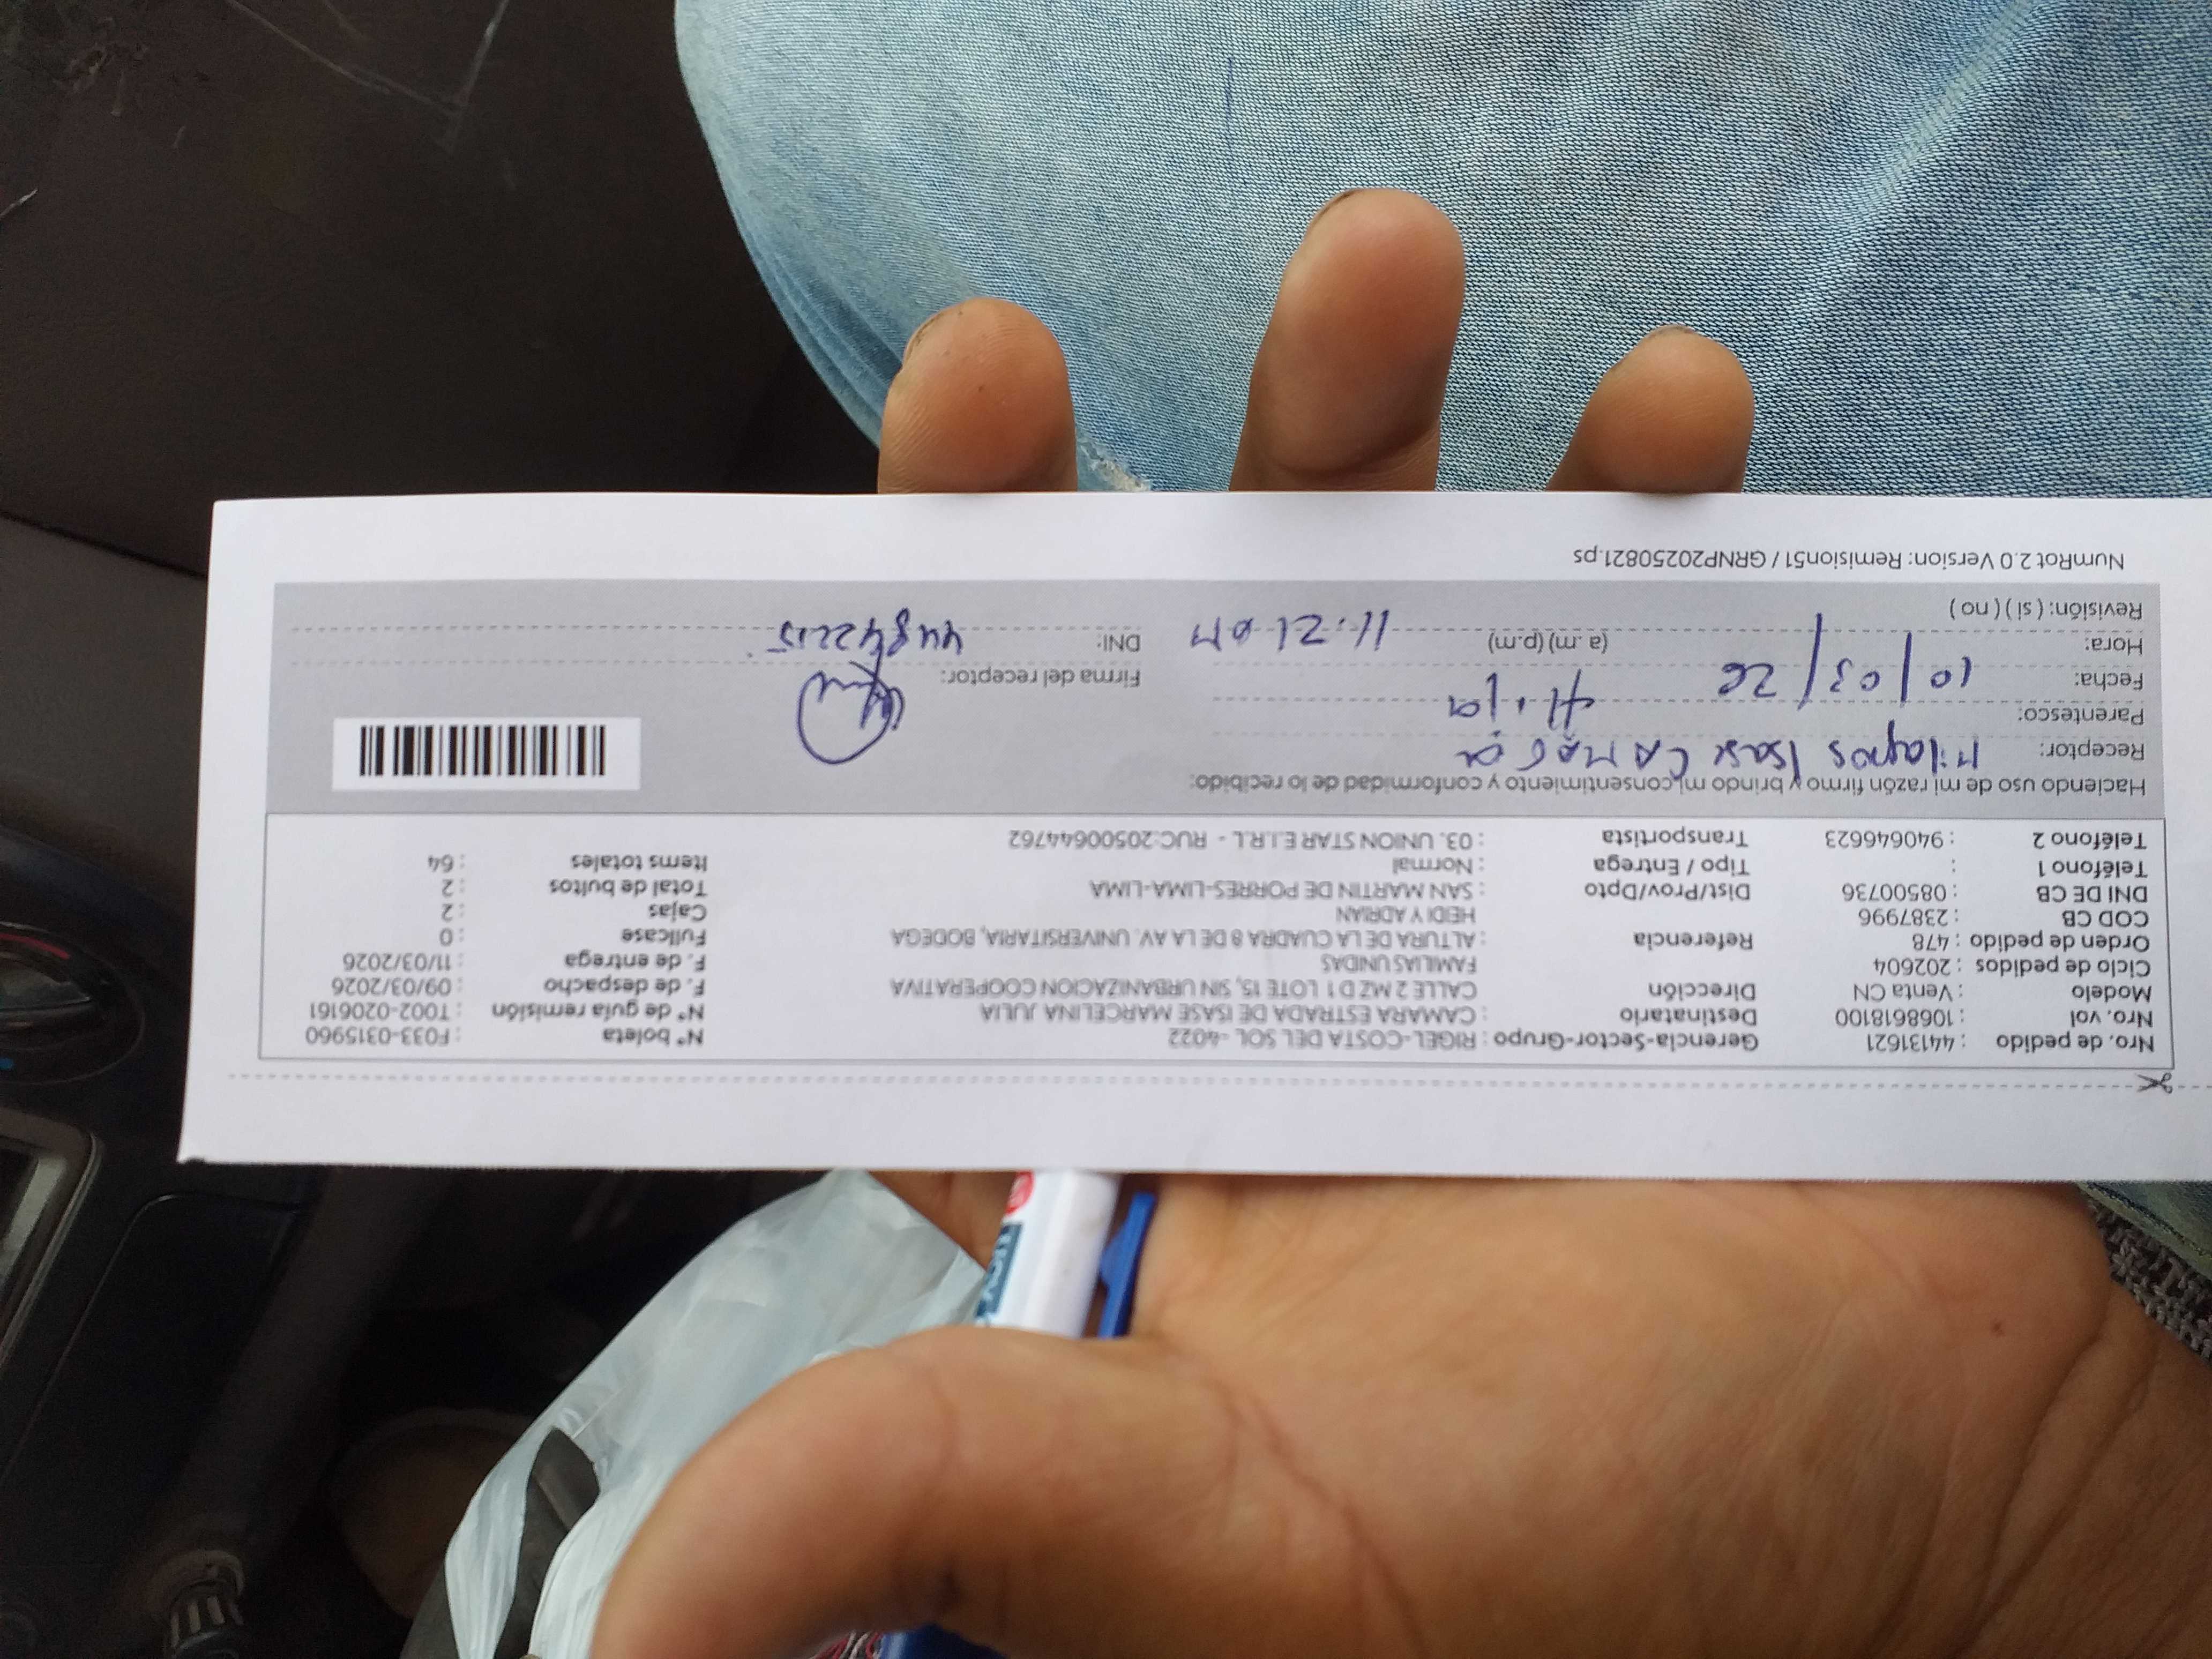 Nro. de pedido : 44131621 Gerencia-Sector-Grupo : RIGEL-COSTA DEL SOL -4022 N° boleta : F033-0315960
Nro. vol : 1068618100 Destinatario : CAMARA ESTRADA DE ISASE MARCELINA JULIA N° de guía remisión : T002-0206161
Modelo : Venta CN Dirección : CALLE 2 MZ D1 LOTE 15, SIN URBANIZACION COOPERATIVA F. de despacho : 09/03/2026
Ciclo de pedidos : 202604 FAMILIAS UNIDAS F. de entrega : 11/03/2026
Orden de pedido : 478 Referencia : ALTURA DE LA CUADRA 8 DE LA AV. UNIVERSITARIA, BODEGA Fullcase : 0
COD CB : 2387996 HEIDI Y ADRIAN Cajas : 2
DNI DE CB : 08500736 Dist/Prov/Dpto : SAN MARTIN DE PORRES-LIMA-LIMA Total de bultos : 2
Teléfono 1 : Tipo / Entrega : Normal Items totales : 64
Teléfono 2 : 940646623 Transportista : 03. UNION STAR E.I.R.L - RUC:20500644762
Haciendo uso de mi razón firmo y brindo mi consentimiento y conformidad de lo recibido:
Receptor: Milagros Isase CAMARA
Parentesco: Hija
Fecha: 10/03/26 Firma del receptor:
Hora: (a.m) (p.m) 11:21 am DNI: 44842215
Revisión: ( si ) ( no )
NumRot 2.0 Version: Remision51 / GRNP20250821.ps